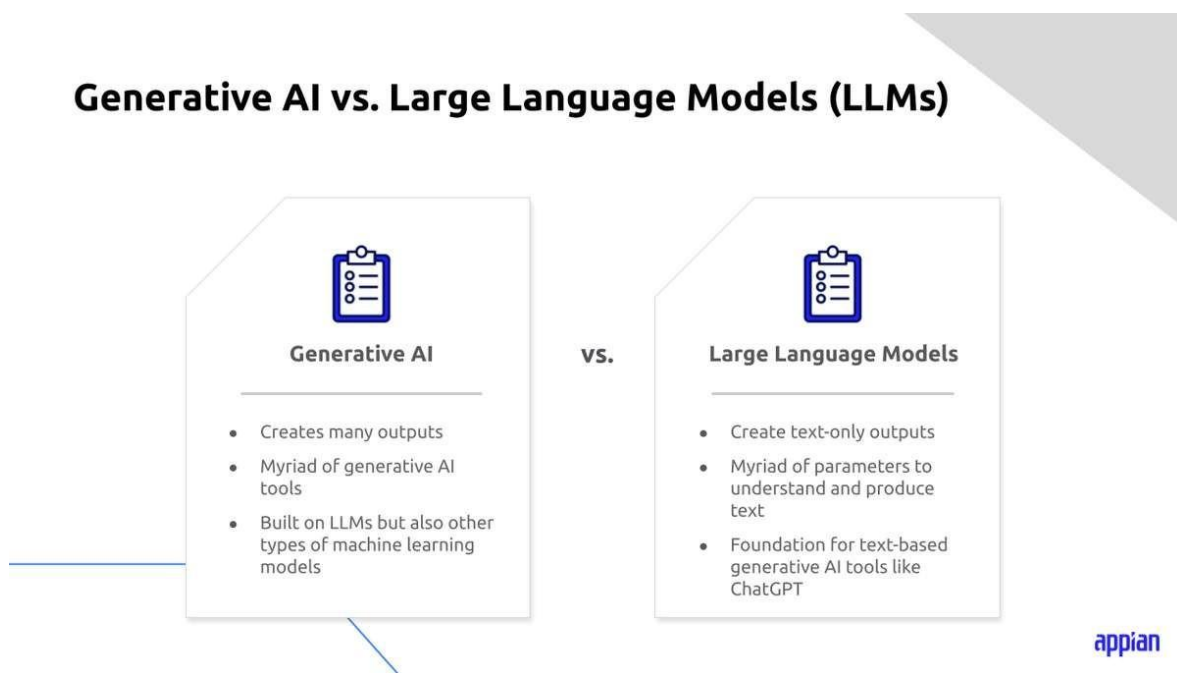 Generative AI vs. Large Language Models (LLMs)
Generative AI
● Creates many outputs
● Myriad of generative AI
tools
● Built on LLMs but also other
types of machine learning
models
vs.
Large Language Models
● Create text-only outputs
● Myriad of parameters to
understand and produce
text
● Foundation for text-based
generative AI tools like
ChatGPT
appian